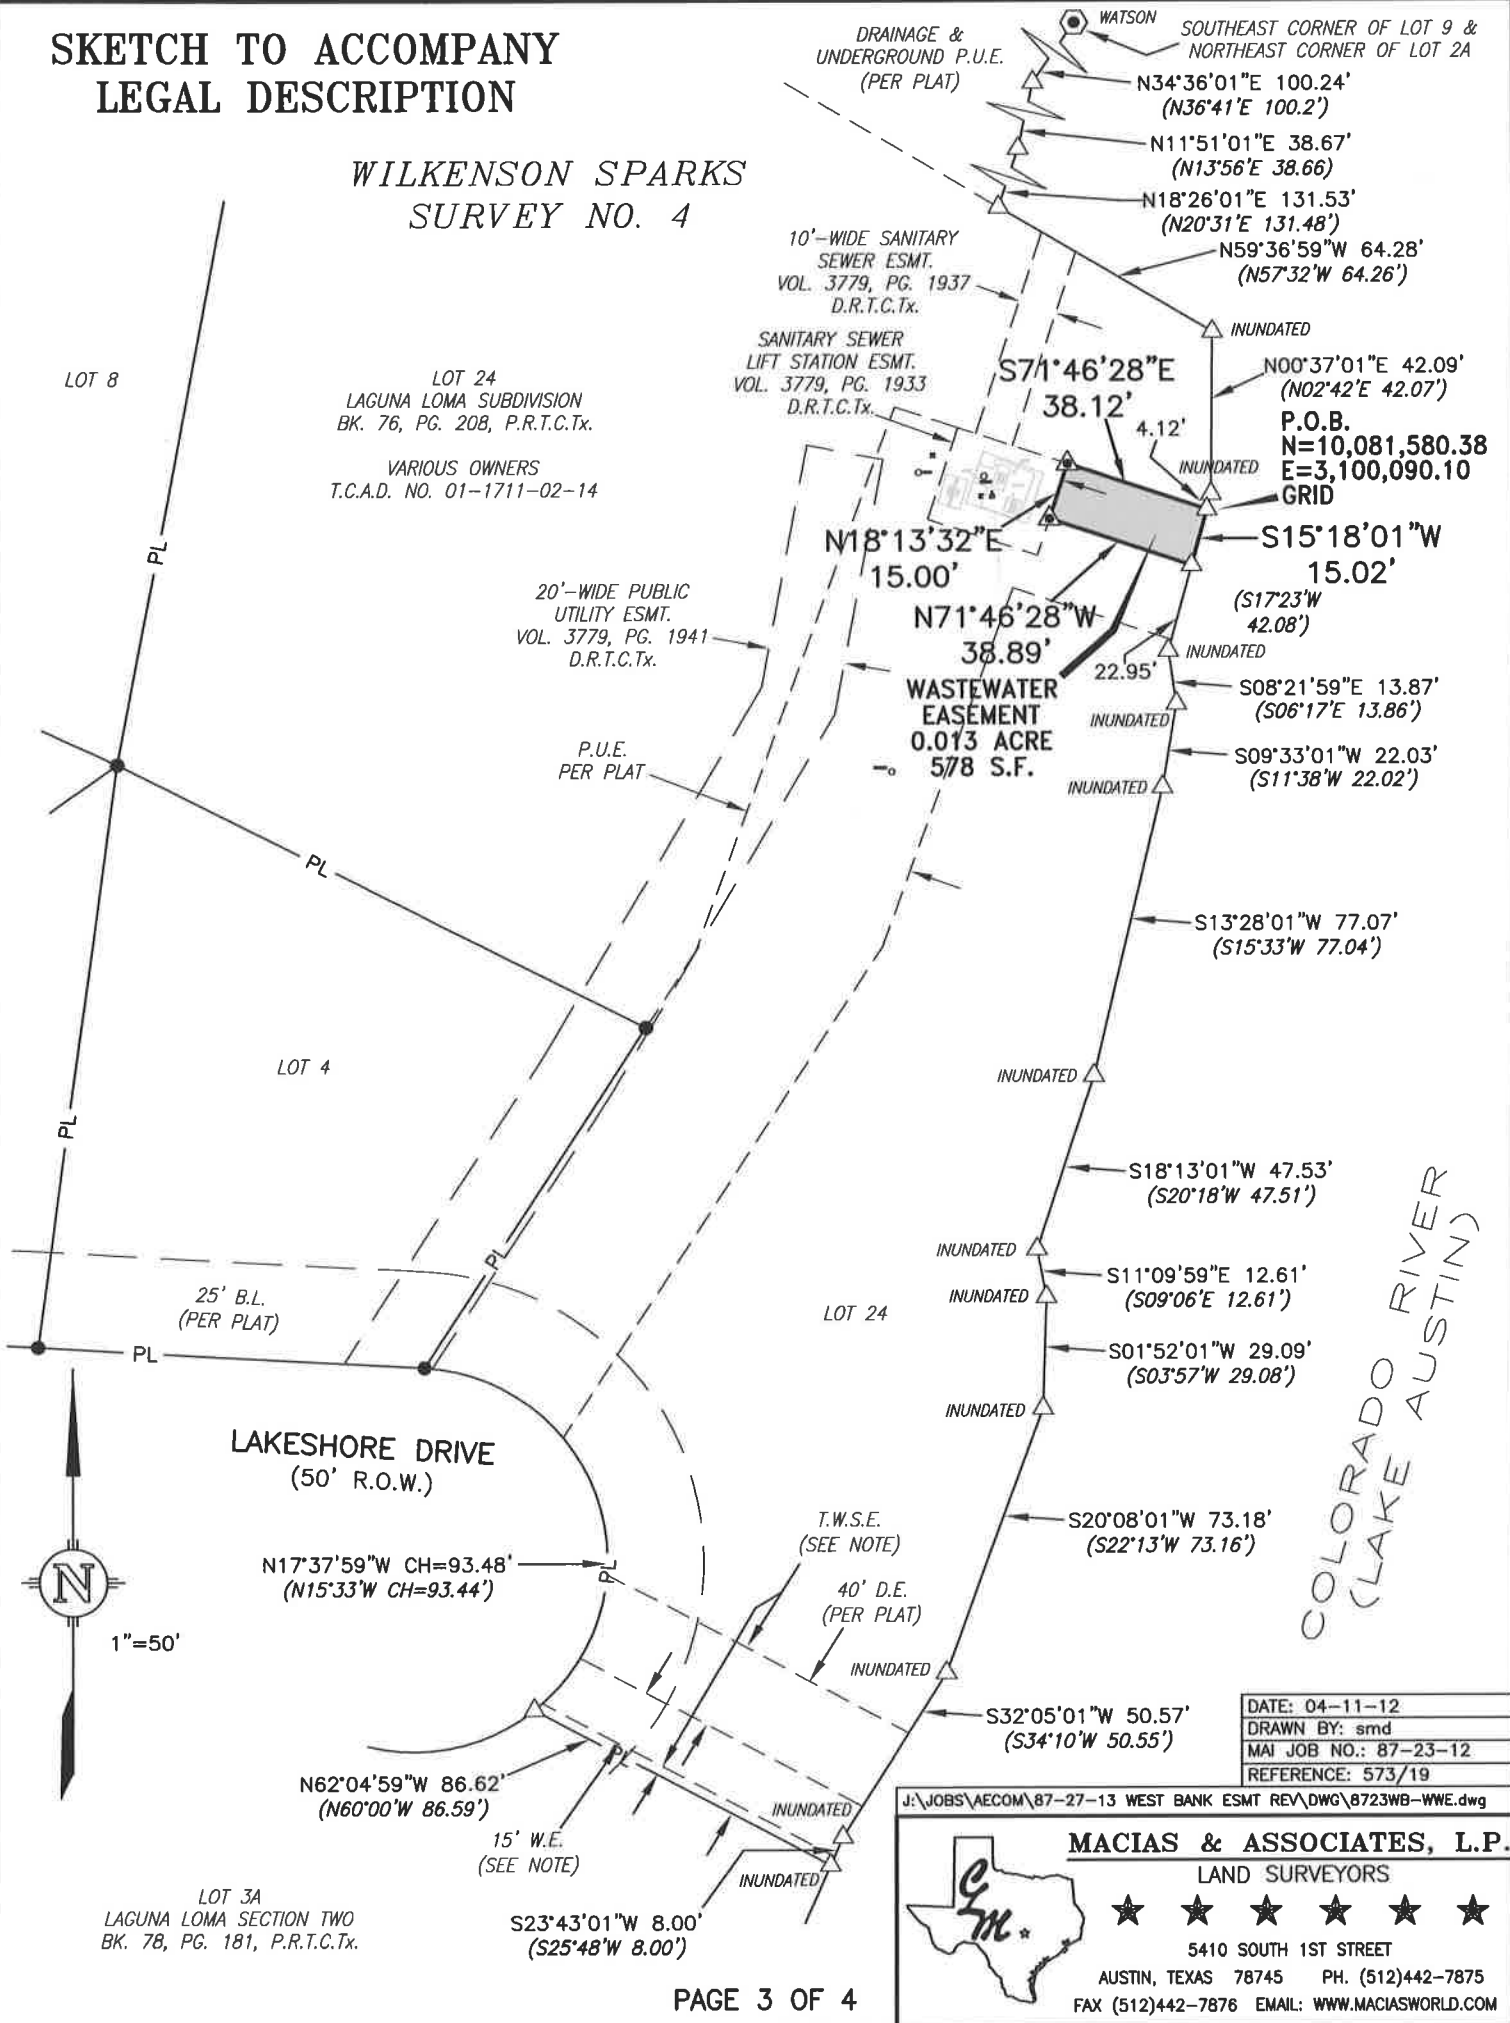 SKETCH TO ACCOMPANY
LEGAL DESCRIPTION
WILKENSON SPARKS
SURVEY NO. 4
DRAINAGE &
UNDERGROUND P.U.E.
(PER PLAT)
WATSON
SOUTHEAST CORNER OF LOT 9 &
NORTHEAST CORNER OF LOT 2A
N34°36'01"E 100.24'
(N36°41'E 100.2')
N11°51'01"E 38.67'
(N13°56'E 38.66)
N18°26'01"E 131.53'
(N20°31'E 131.48')
N59°36'59"W 64.28'
(N57°32'W 64.26')
INUNDATED
10'-WIDE SANITARY
SEWER ESMT.
VOL. 3779, PG. 1937
D.R.T.C.Tx.
SANITARY SEWER
LIFT STATION ESMT.
VOL. 3779, PG. 1933
D.R.T.C.Tx.
S71°46'28"E
38.12'
4.12'
N00°37'01"E 42.09'
(N02°42'E 42.07')
P.O.B.
N=10,081,580.38
E=3,100,090.10
GRID
INUNDATED
LOT 8
LOT 24
LAGUNA LOMA SUBDIVISION
BK. 76, PG. 208, P.R.T.C.Tx.
VARIOUS OWNERS
T.C.A.D. NO. 01-1711-02-14
PL
N18°13'32"E
15.00'
S15°18'01"W
15.02'
(S17°23'W
42.08')
N71°46'28"W
38.89'
22.95'
INUNDATED
20'-WIDE PUBLIC
UTILITY ESMT.
VOL. 3779, PG. 1941
D.R.T.C.Tx.
WASTEWATER
EASEMENT
0.013 ACRE
578 S.F.
S08°21'59"E 13.87'
(S06°17'E 13.86')
INUNDATED
P.U.E.
PER PLAT
S09°33'01"W 22.03'
(S11°38'W 22.02')
INUNDATED
PL
S13°28'01"W 77.07'
(S15°33'W 77.04')
LOT 4
INUNDATED
PL
S18°13'01"W 47.53'
(S20°18'W 47.51')
INUNDATED
PL
S11°09'59"E 12.61'
(S09°06'E 12.61')
INUNDATED
25' B.L.
(PER PLAT)
LOT 24
PL
S01°52'01"W 29.09'
(S03°57'W 29.08')
INUNDATED
COLORADO RIVER
(LAKE AUSTIN)
LAKESHORE DRIVE
(50' R.O.W.)
T.W.S.E.
(SEE NOTE)
S20°08'01"W 73.18'
(S22°13'W 73.16')
N17°37'59"W CH=93.48'
(N15°33'W CH=93.44')
PL
40' D.E.
(PER PLAT)
N
1"=50'
INUNDATED
S32°05'01"W 50.57'
(S34°10'W 50.55')
PL
N62°04'59"W 86.62'
(N60°00'W 86.59')
INUNDATED
15' W.E.
(SEE NOTE)
INUNDATED
LOT 3A
LAGUNA LOMA SECTION TWO
BK. 78, PG. 181, P.R.T.C.Tx.
S23°43'01"W 8.00'
(S25°48'W 8.00')
PAGE 3 OF 4
DATE: 04-11-12
DRAWN BY: smd
MAI JOB NO.: 87-23-12
REFERENCE: 573/19
J:\JOBS\AECOM\87-27-13 WEST BANK ESMT REV\DWG\8723WB-WWE.dwg
MACIAS & ASSOCIATES, L.P.
LAND SURVEYORS
5410 SOUTH 1ST STREET
AUSTIN, TEXAS 78745 PH. (512)442-7875
FAX (512)442-7876 EMAIL: WWW.MACIASWORLD.COM